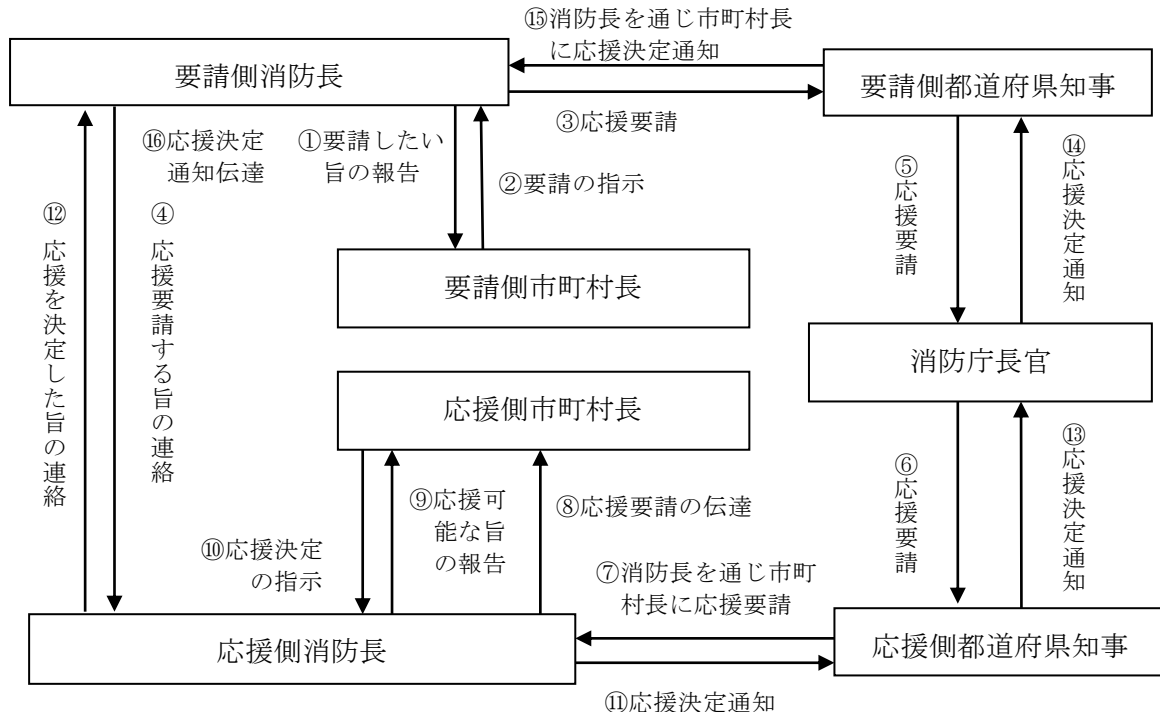 ⑮消防長を通じ市町村長
に応援決定通知
要請側消防長
要請側都道府県知事
③応援要請
⑯応援決定
通知伝達
①要請したい
旨の報告
②要請の指示
⑤応援要請
⑭応援決定通知
⑫応援を決定した旨の連絡
④応援要請する旨の連絡
要請側市町村長
消防庁長官
応援側市町村長
⑨応援可
能な旨
の報告
⑧応援要請の伝達
⑥応援要請
⑬応援決定通知
⑩応援決定
の指示
⑦消防長を通じ市町
村長に応援要請
応援側消防長
応援側都道府県知事
⑪応援決定通知